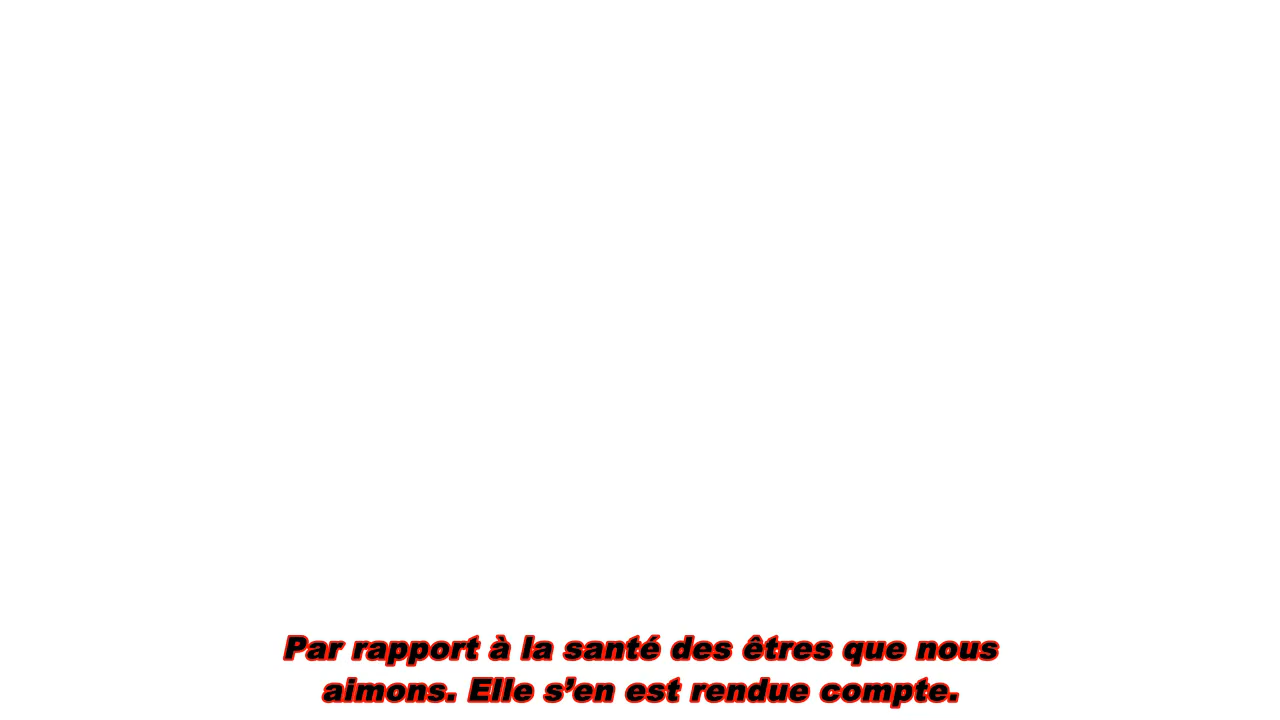 Par rapport à la santé des êtres que nous
aimons. Elle s’en est rendue compte.